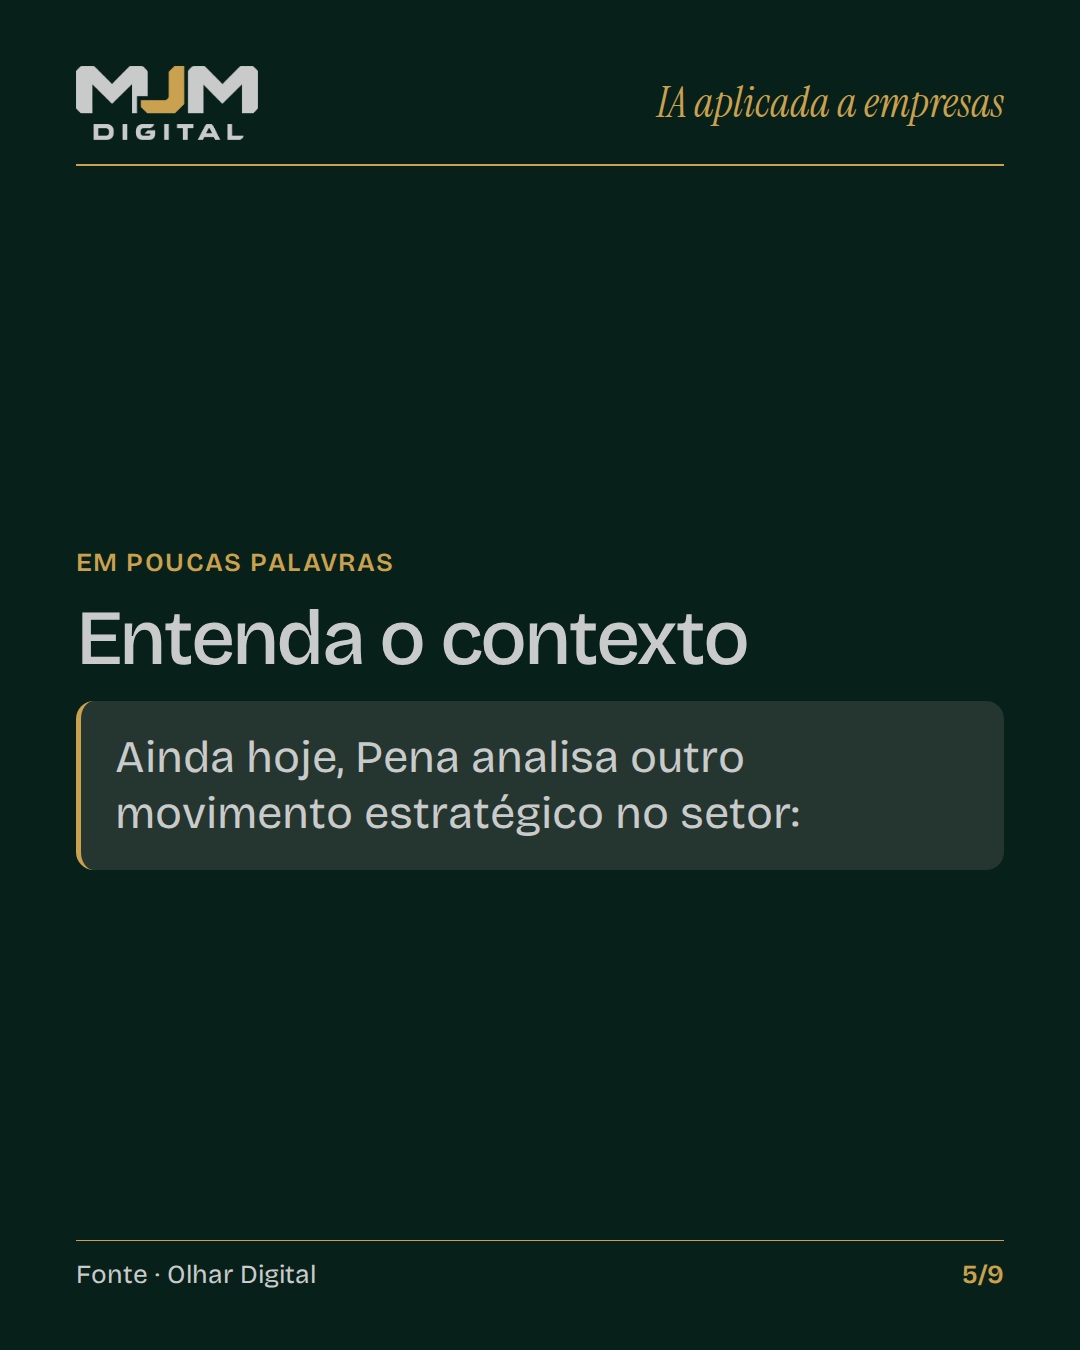 MJM
DIGITAL
IA aplicada a empresas
EM POUCAS PALAVRAS
Entenda o contexto
Ainda hoje, Pena analisa outro
movimento estratégico no setor:
Fonte · Olhar Digital
5/9